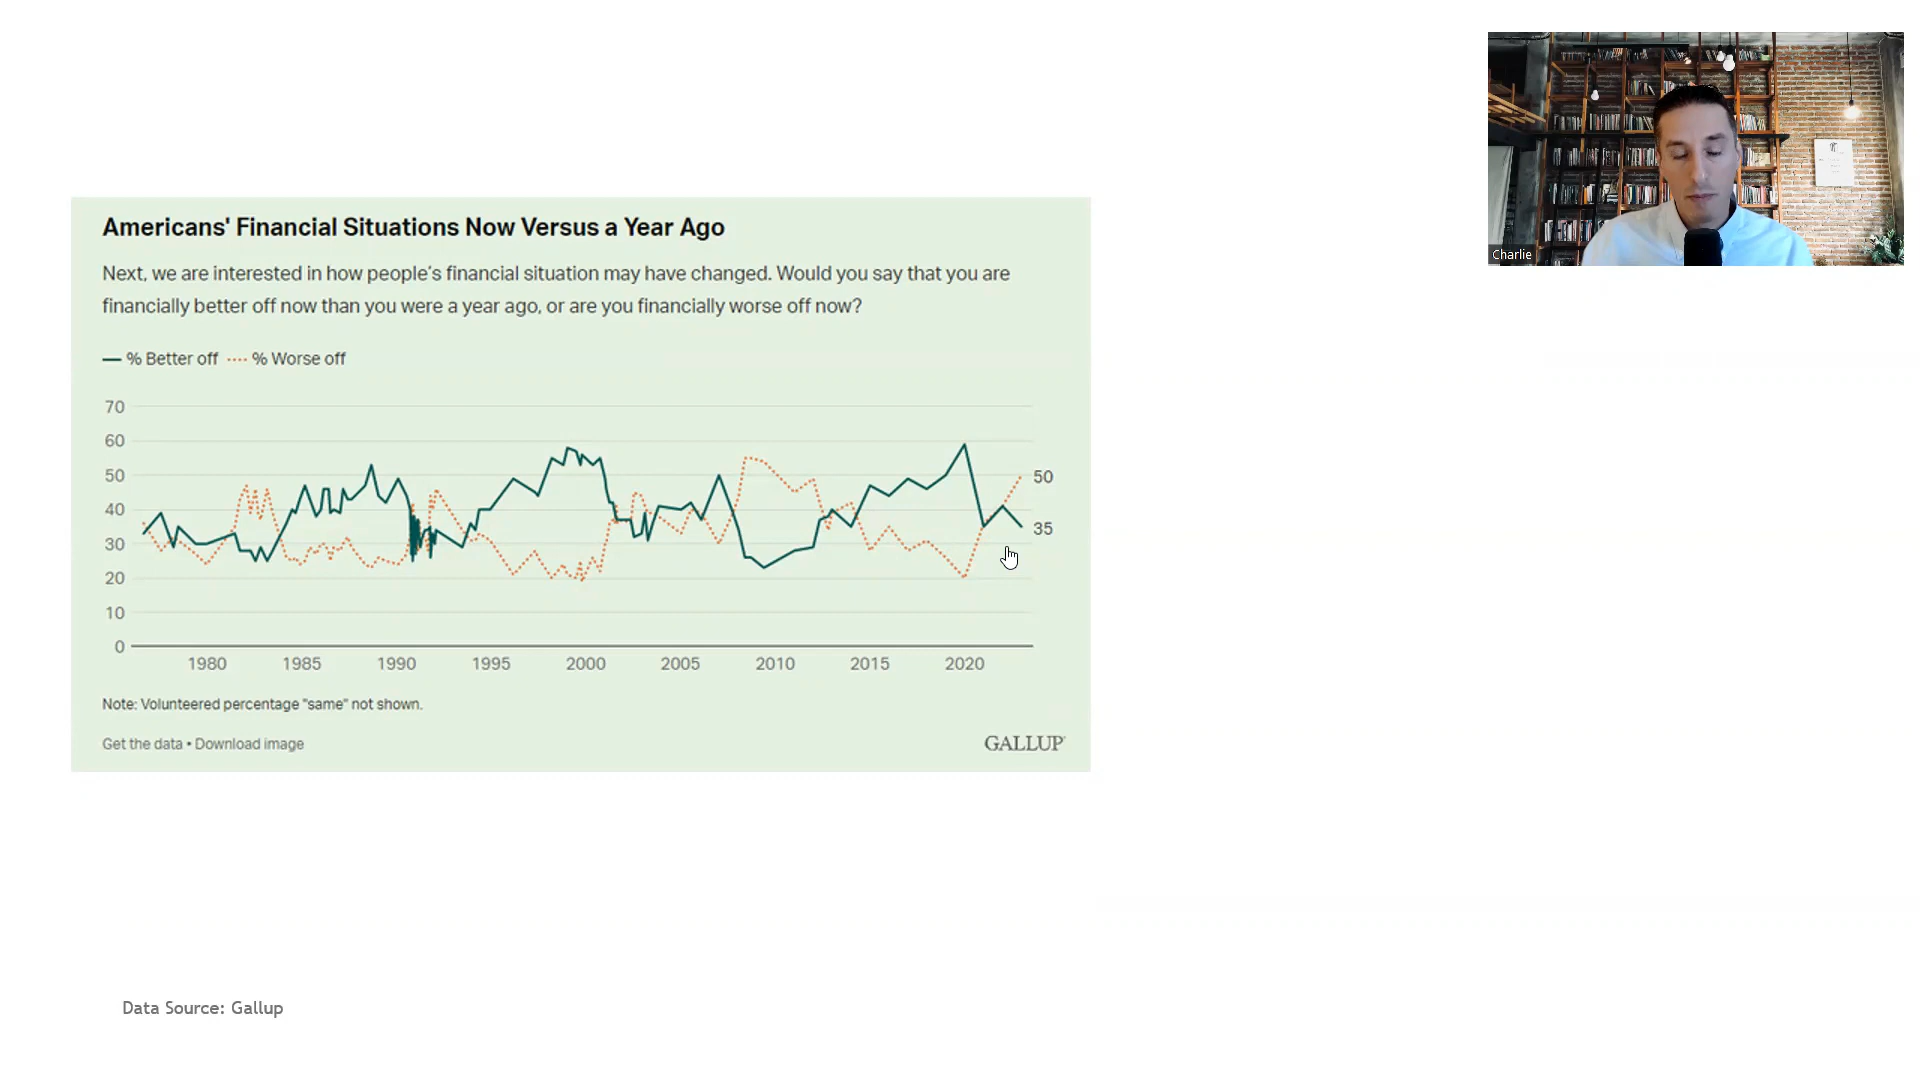 Charlie
Americans' Financial Situations Now Versus a Year Ago
Next, we are interested in how people's financial situation may have changed. Would you say that you are
financially better off now than you were a year ago, or are you financially worse off now?
% Better off % Worse off
70
60
50
40
30
20
10
0
50
35
1980 1985 1990 1995 2000 2005 2010 2015 2020
Note: Volunteered percentage "same" not shown.
Get the data • Download image
GALLUP
Data Source: Gallup